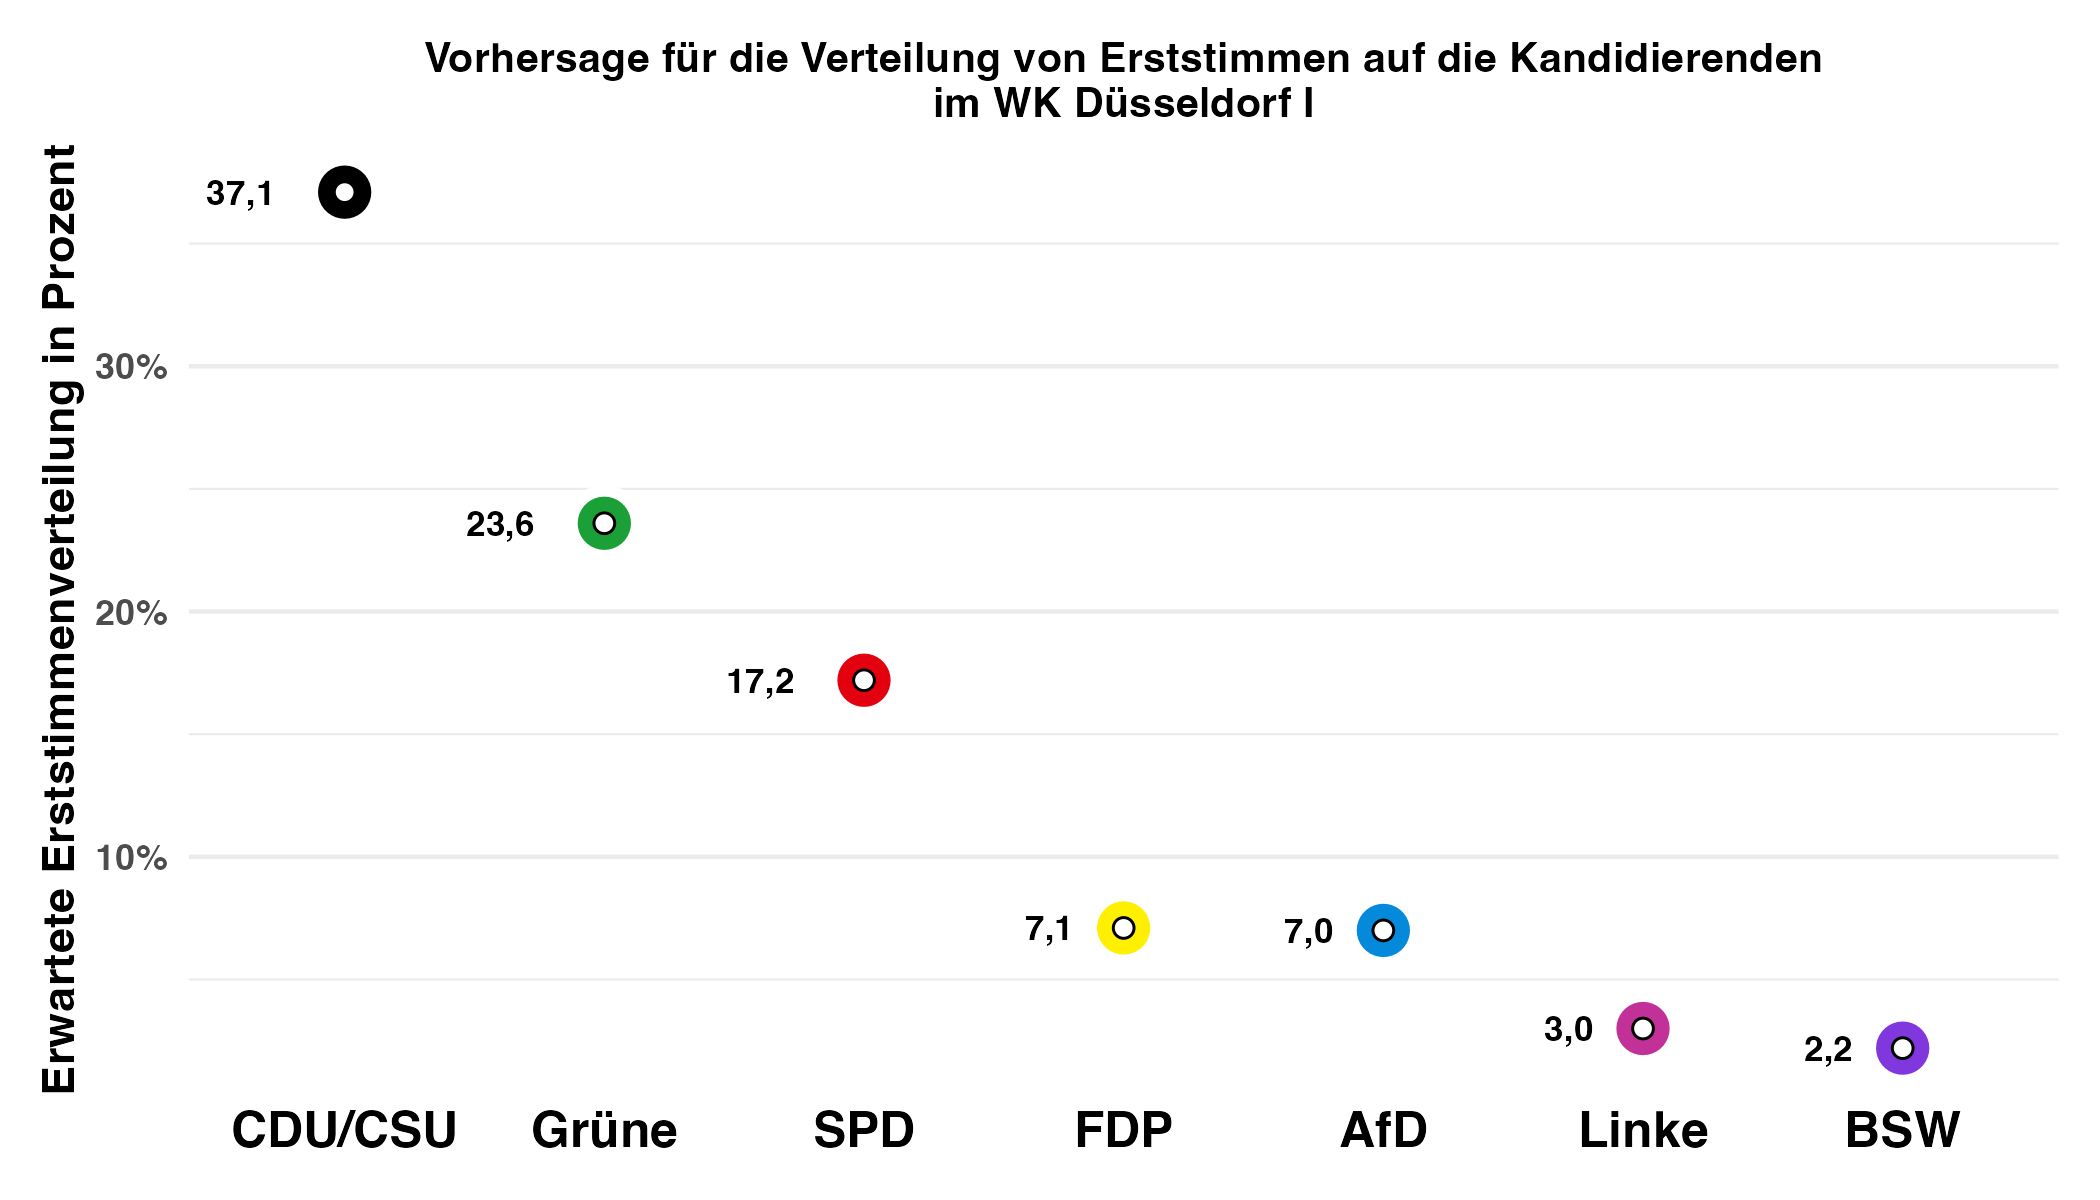 Vorhersage für die Verteilung von Erststimmen auf die Kandidierenden
im WK Düsseldorf I
Erwartete Erststimmenverteilung in Prozent
30%
20%
10%
37,1
23,6
17,2
7,1
7,0
3,0
2,2
CDU/CSU
Grüne
SPD
FDP
AfD
Linke
BSW